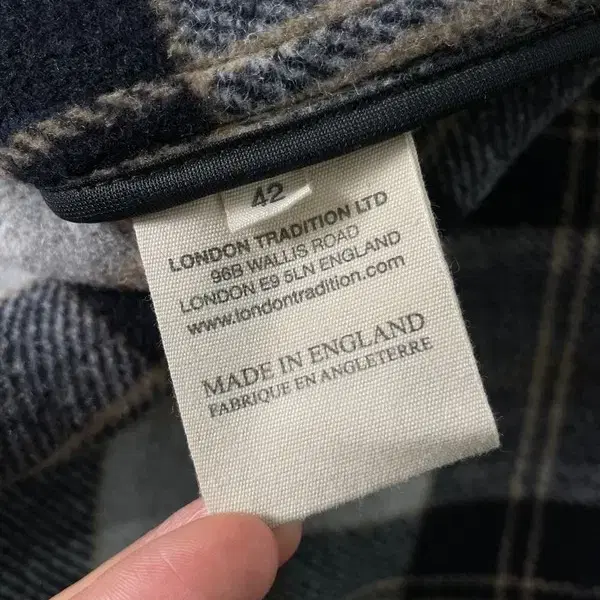 42
LONDON TRADITION LTD
96B WALLIS ROAD
LONDON E9 5LN ENGLAND
www.londontradition.com
MADE IN ENGLAND
FABRIQUE EN ANGLETERRE